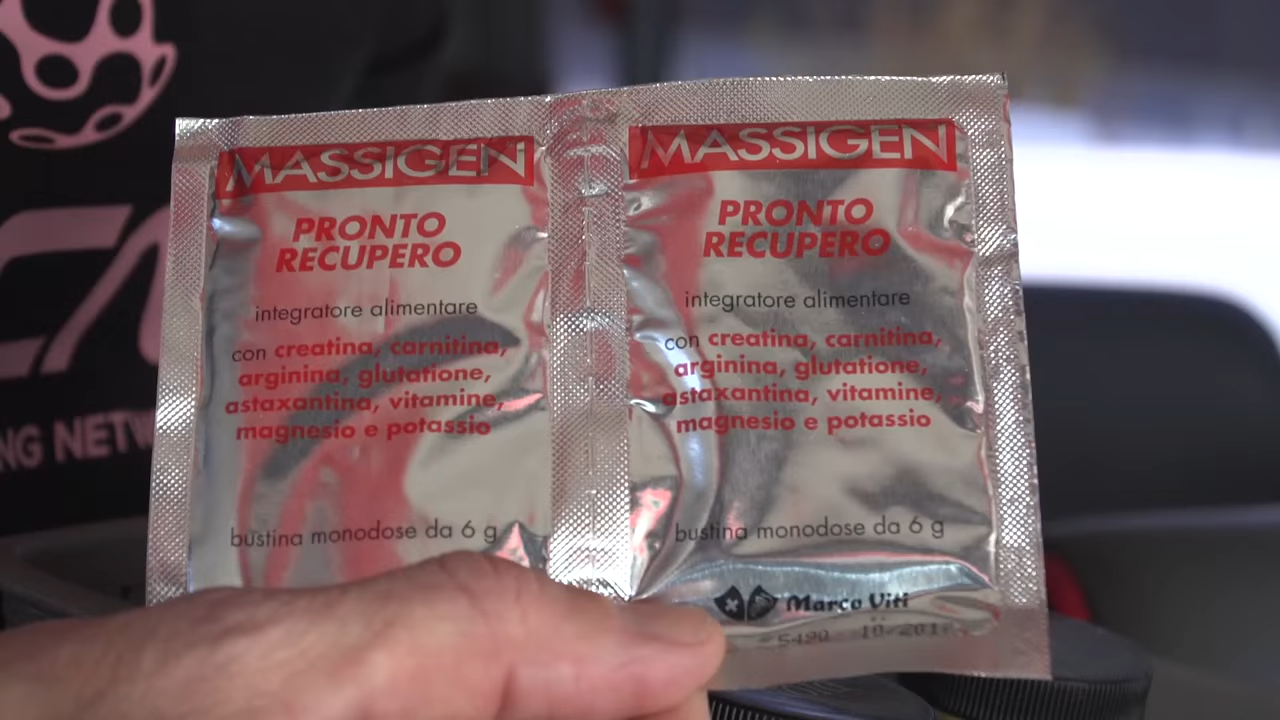 MASSIGEN
PRONTO
RECUPERO
integratore alimentare
con creatina, carnitina,
arginina, glutatione,
astaxantina, vitamine,
magnesio e potassio
bustina monodose da 6 g
MASSIGEN
PRONTO
RECUPERO
integratore alimentare
con creatina, carnitina,
arginina, glutatione,
astaxantina, vitamine,
magnesio e potassio
bustina monodose da 6 g
Marco Viti
5490